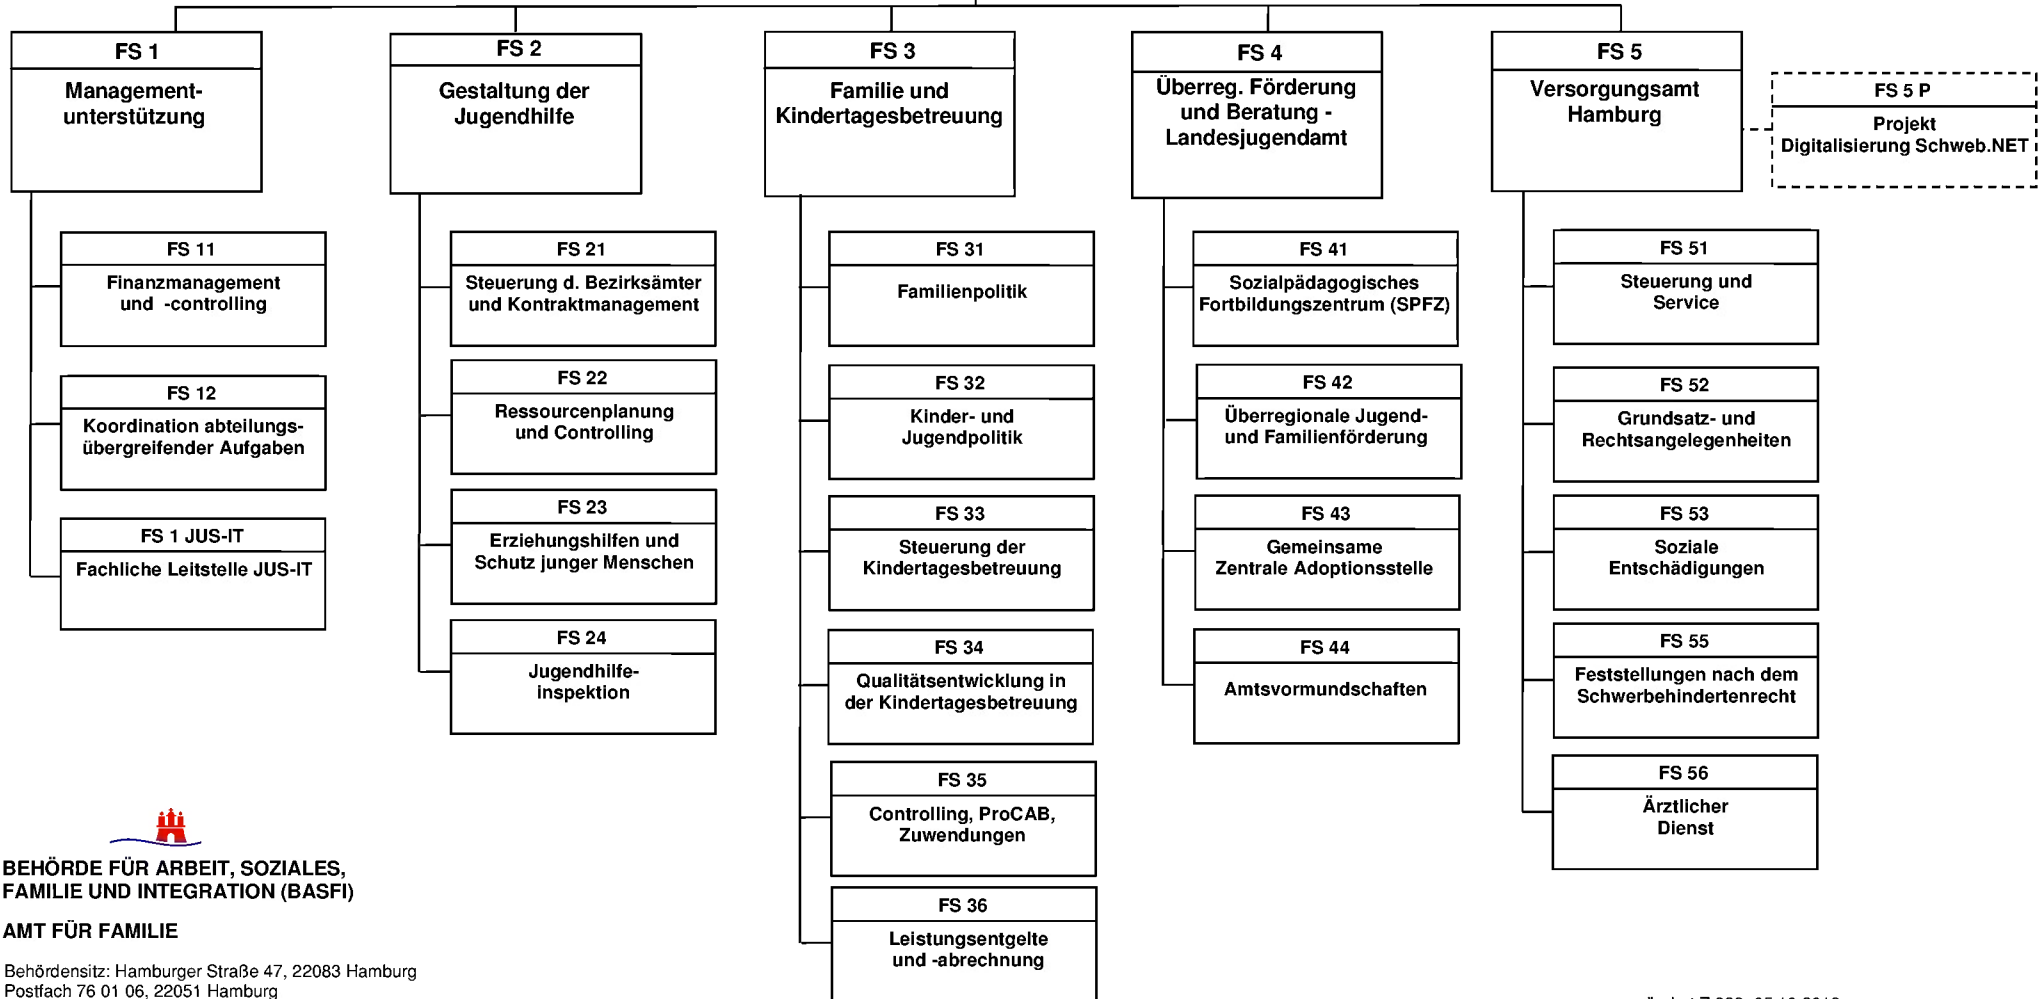 FS 1
Management-
unterstützung
FS 11
Finanzmanagement
und -controlling
FS 12
Koordination abteilungs-
übergreifender Aufgaben
FS 1 JUS-IT
Fachliche Leitstelle JUS-IT
FS 2
Gestaltung der
Jugendhilfe
FS 21
Steuerung d. Bezirksämter
und Kontraktmanagement
FS 22
Ressourcenplanung
und Controlling
FS 23
Erziehungshilfen und
Schutz junger Menschen
FS 24
Jugendhilfe-
inspektion
FS 3
Familie und
Kindertagesbetreuung
FS 31
Familienpolitik
FS 32
Kinder- und
Jugendpolitik
FS 33
Steuerung der
Kindertagesbetreuung
FS 34
Qualitätsentwicklung in
der Kindertagesbetreuung
FS 35
Controlling, ProCAB,
Zuwendungen
FS 36
Leistungsentgelte
und -abrechnung
FS 4
Überreg. Förderung
und Beratung -
Landesjugendamt
FS 41
Sozialpädagogisches
Fortbildungszentrum (SPFZ)
FS 42
Überregionale Jugend-
und Familienförderung
FS 43
Gemeinsame
Zentrale Adoptionsstelle
FS 44
Amtsvormundschaften
FS 5
Versorgungsamt
Hamburg
FS 5 P
Projekt
Digitalisierung Schweb.NET
FS 51
Steuerung und
Service
FS 52
Grundsatz- und
Rechtsangelegenheiten
FS 53
Soziale
Entschädigungen
FS 55
Feststellungen nach dem
Schwerbehindertenrecht
FS 56
Ärztlicher
Dienst
BEHÖRDE FÜR ARBEIT, SOZIALES,
FAMILIE UND INTEGRATION (BASFI)
AMT FÜR FAMILIE
Behördensitz: Hamburger Straße 47, 22083 Hamburg
Postfach 76 01 06, 22051 Hamburg